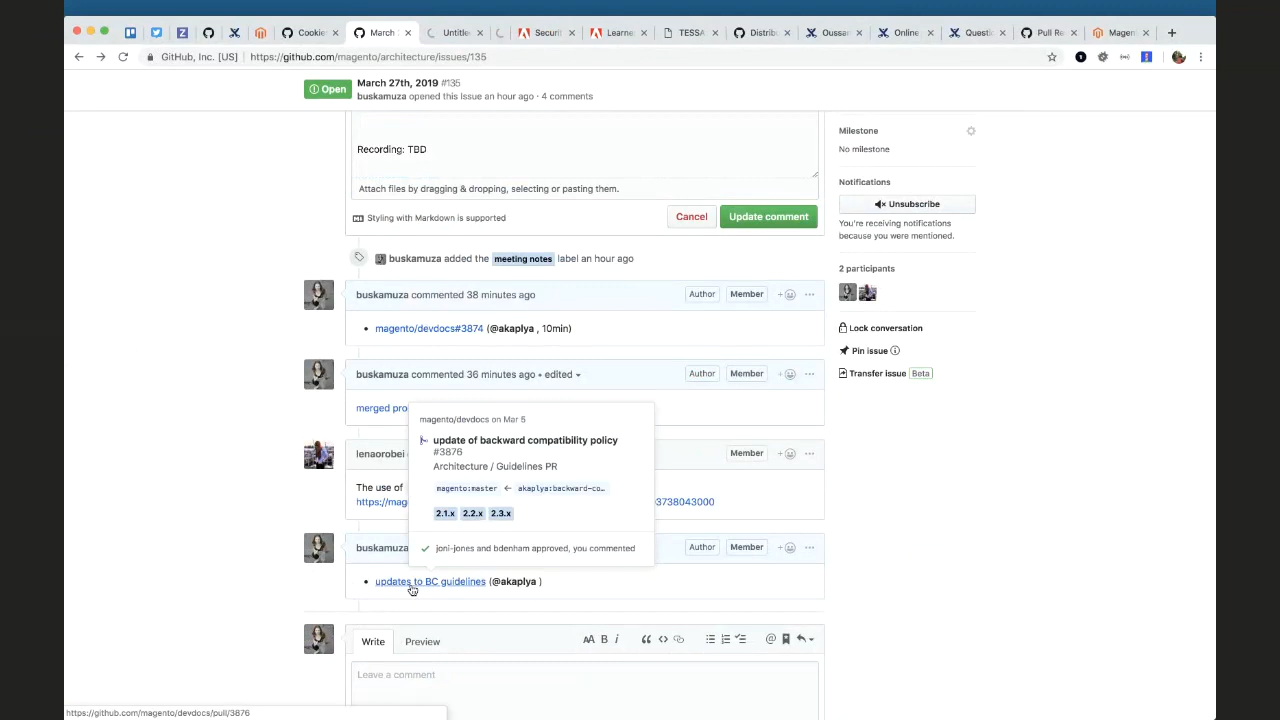 Cookie
March
Untitle
Securi
Learne
TESSA
Distrib
Oussar
Online
Questi
Pull Re
Magen
GitHub, Inc. [US]
https://github.com/magento/architecture/issues/135
Open
March 27th, 2019 #135
buskamuza opened this Issue an hour ago · 4 comments
Recording: TBD
Attach files by dragging & dropping, selecting or pasting them.
Styling with Markdown is supported
Cancel
Update comment
buskamuza added the meeting notes label an hour ago
buskamuza commented 38 minutes ago
Author
Member
• magento/devdocs#3874 (@akaplya , 10min)
buskamuza commented 36 minutes ago • edited
Author
Member
merged pro
magento/devdocs on Mar 5
update of backward compatibility policy
#3876
Architecture / Guidelines PR
magento:master ← akaplya:backward-co…
2.1.x 2.2.x 2.3.x
joni-jones and bdenham approved, you commented
lenaorobei
Member
The use of
https://mag
3738043000
buskamuza
Author
Member
• updates to BC guidelines (@akaplya )
Write
Preview
AA B i
Leave a comment
Milestone
No milestone
Notifications
Unsubscribe
You're receiving notifications
because you were mentioned.
2 participants
Lock conversation
Pin issue
Transfer issue Beta
https://github.com/magento/devdocs/pull/3876